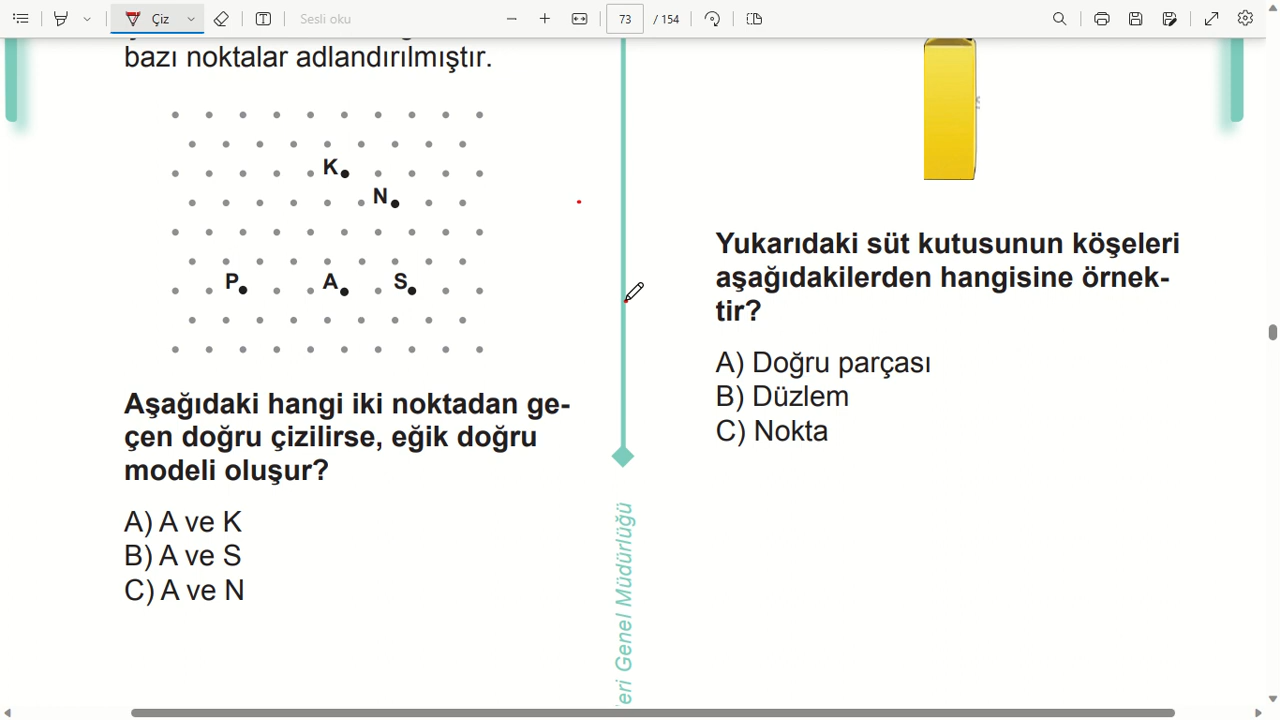 Çiz
Sesli oku
73
/ 154
bazı noktalar adlandırılmıştır.
K
N
P
A
S
Aşağıdaki hangi iki noktadan ge-
çen doğru çizilirse, eğik doğru
modeli oluşur?
A) A ve K
B) A ve S
C) A ve N
eri Genel Müdürlüğü
Yukarıdaki süt kutusunun köşeleri
aşağıdakilerden hangisine örnek-
tir?
A) Doğru parçası
B) Düzlem
C) Nokta